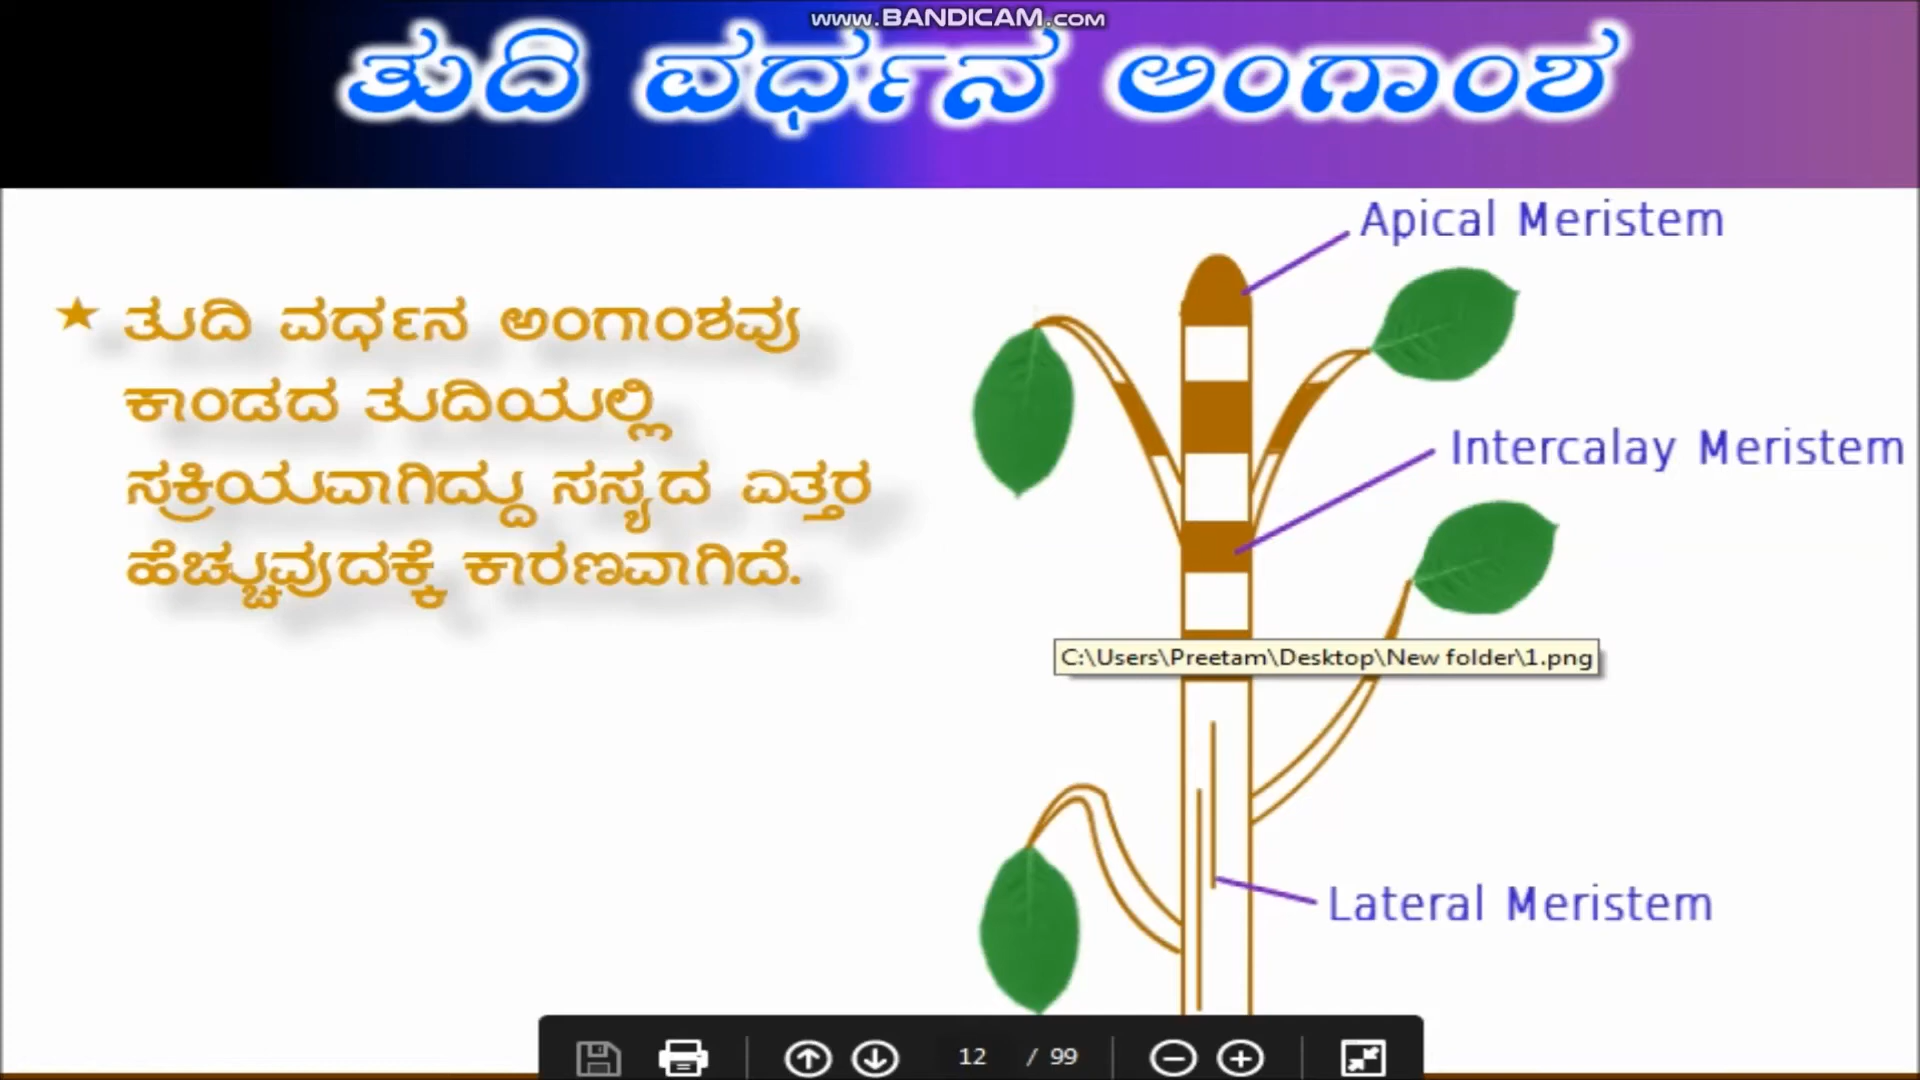 www.BANDICAM.com
ತುದಿ ವರ್ಧನ ಅಂಗಾಂಶ
Apical Meristem
★ ತುದಿ ವರ್ಧನ ಅಂಗಾಂಶವು
ಕಾಂಡದ ತುದಿಯಲ್ಲಿ
ಸಕ್ರಿಯವಾಗಿದ್ದು ಸಸ್ಯದ ಎತ್ತರ
ಹೆಚ್ಚುವುದಕ್ಕೆ ಕಾರಣವಾಗಿದೆ.
Intercalay Meristem
C:\Users\Preetam\Desktop\New folder\1.png
Lateral Meristem
12 / 99